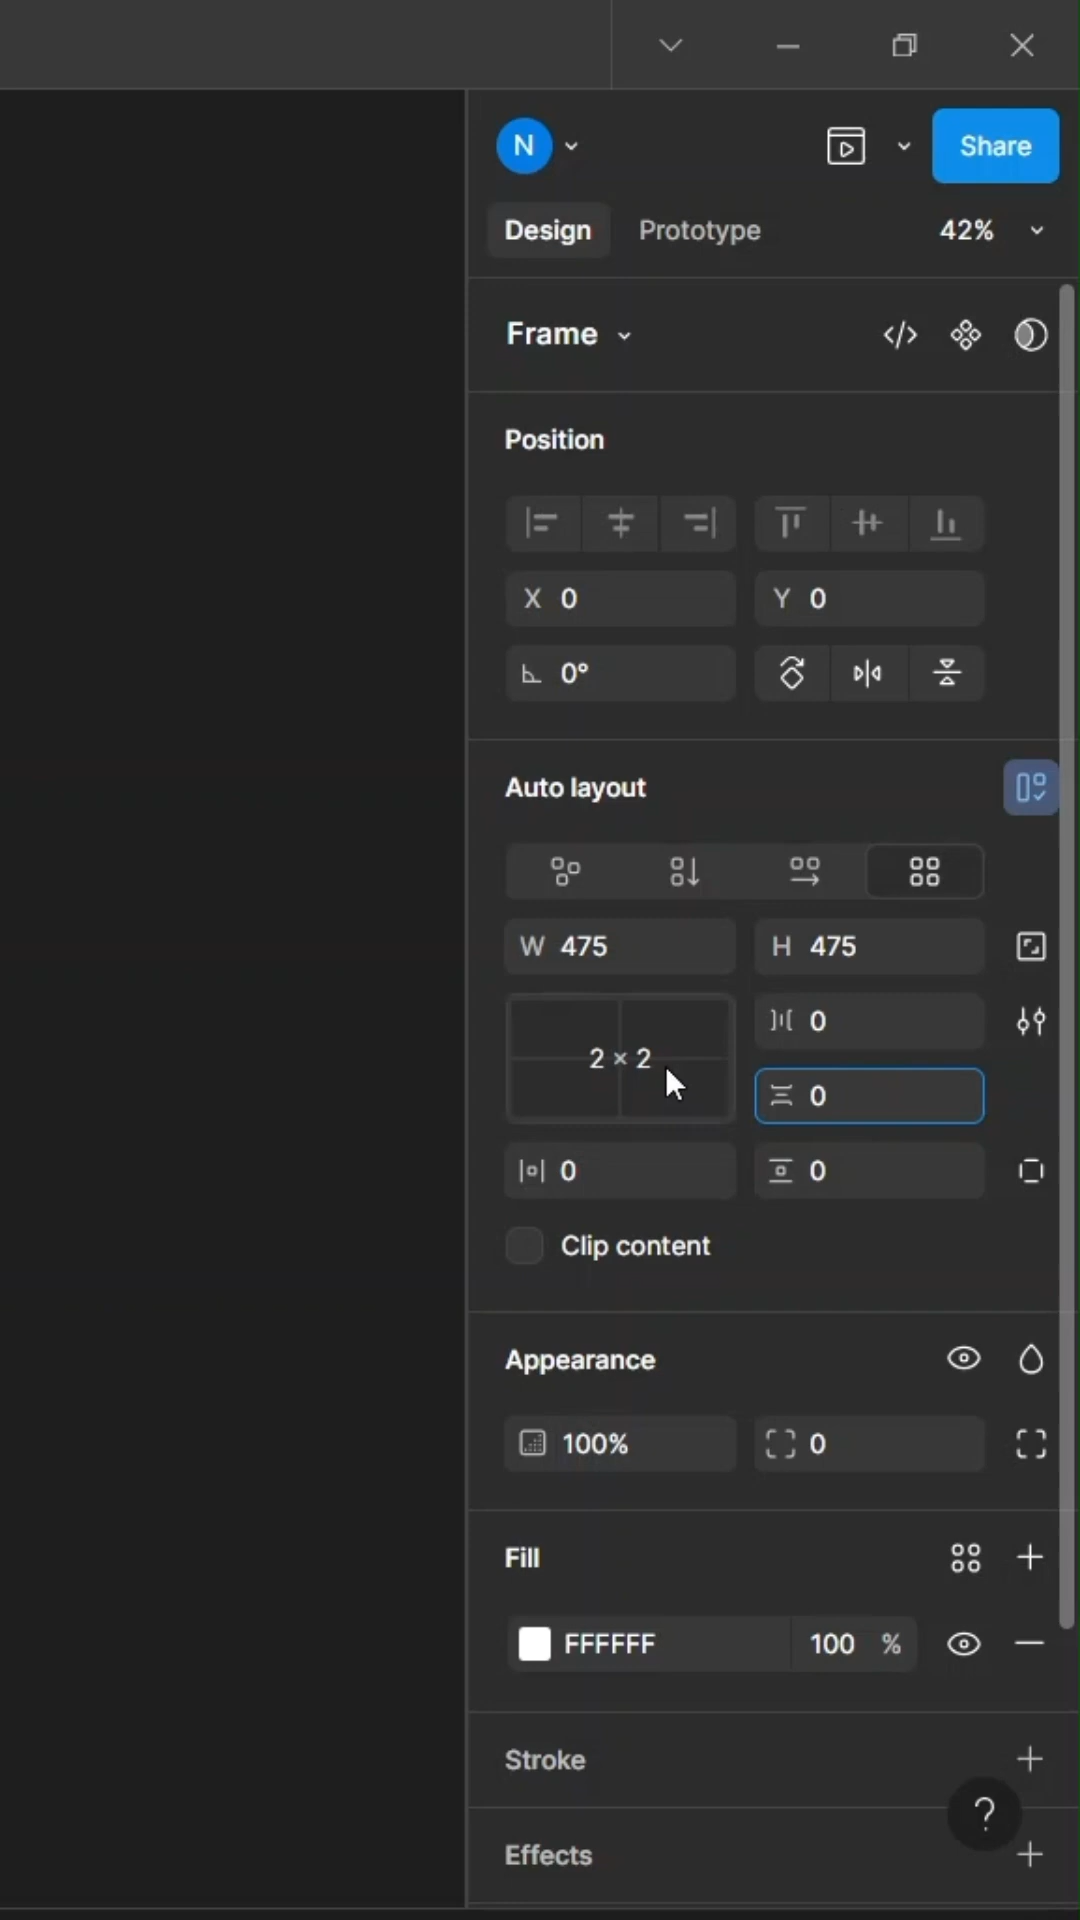 N
Share
Design Prototype 42%
Frame
Position
X 0 Y 0
0°
Auto layout
W 475 H 475
2 × 2
0
0
0 0
Clip content
Appearance
100% 0
Fill
FFFFFF 100 %
Stroke
?
Effects